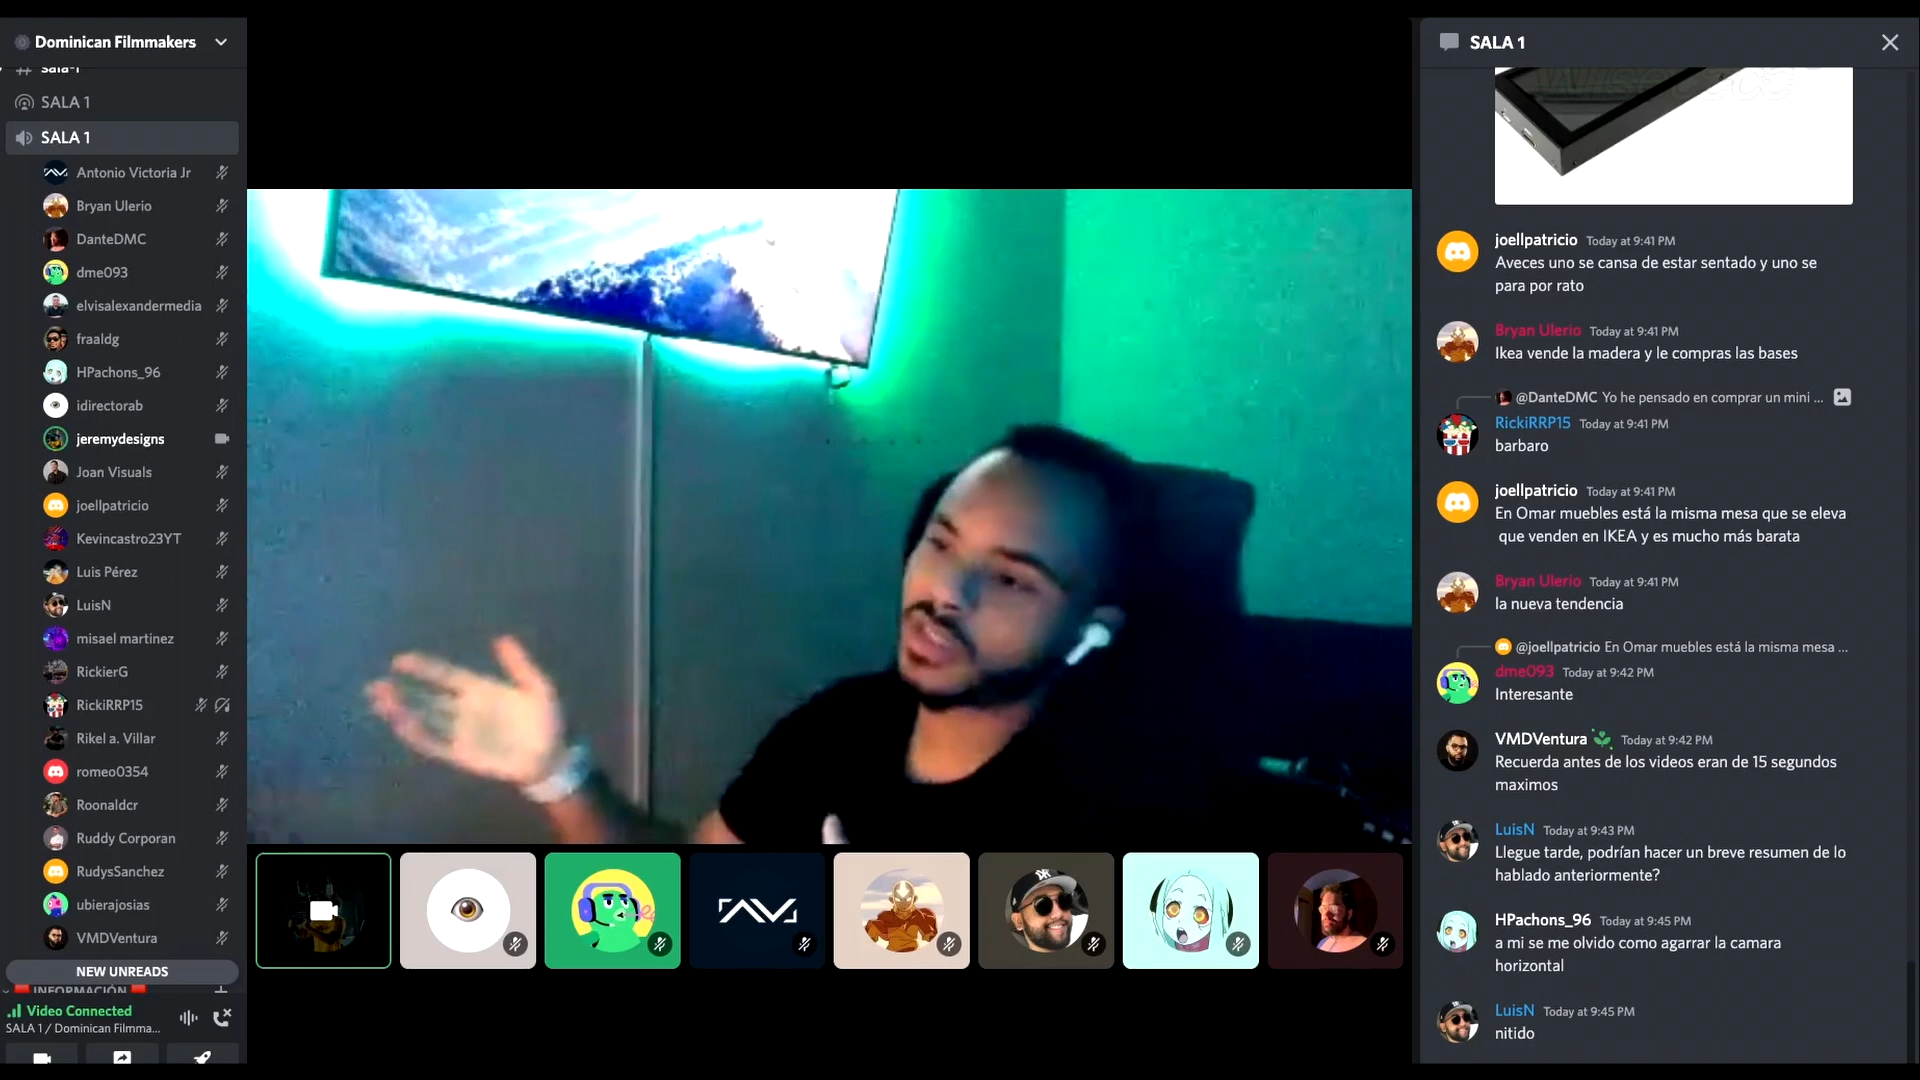 Dominican Filmmakers
sala-1
SALA 1
SALA 1
Antonio Victoria Jr
Bryan Ulerio
DanteDMC
dme093
elvisalexandermedia
fraaldg
HPachons_96
idirectorab
jeremydesigns
Joan Visuals
joellpatricio
Kevincastro23YT
Luis Pérez
LuisN
misael martinez
RickierG
RickiRRP15
Rikel a. Villar
romeo0354
Roonaldcr
Ruddy Corporan
RudysSanchez
ubierajosias
VMDVentura
NEW UNREADS
INFORMACIÓN
Video Connected
SALA 1 / Dominican Filmma...
SALA 1
joellpatricio Today at 9:41 PM
Aveces uno se cansa de estar sentado y uno se
para por rato
Bryan Ulerio Today at 9:41 PM
Ikea vende la madera y le compras las bases
@DanteDMC Yo he pensado en comprar un mini ...
RickiRRP15 Today at 9:41 PM
barbaro
joellpatricio Today at 9:41 PM
En Omar muebles está la misma mesa que se eleva
que venden en IKEA y es mucho más barata
Bryan Ulerio Today at 9:41 PM
la nueva tendencia
@joellpatricio En Omar muebles está la misma mesa ...
dme093 Today at 9:42 PM
Interesante
VMDVentura Today at 9:42 PM
Recuerda antes de los videos eran de 15 segundos
maximos
LuisN Today at 9:43 PM
Llegue tarde, podrían hacer un breve resumen de lo
hablado anteriormente?
HPachons_96 Today at 9:45 PM
a mi se me olvido como agarrar la camara
horizontal
LuisN Today at 9:45 PM
nitido